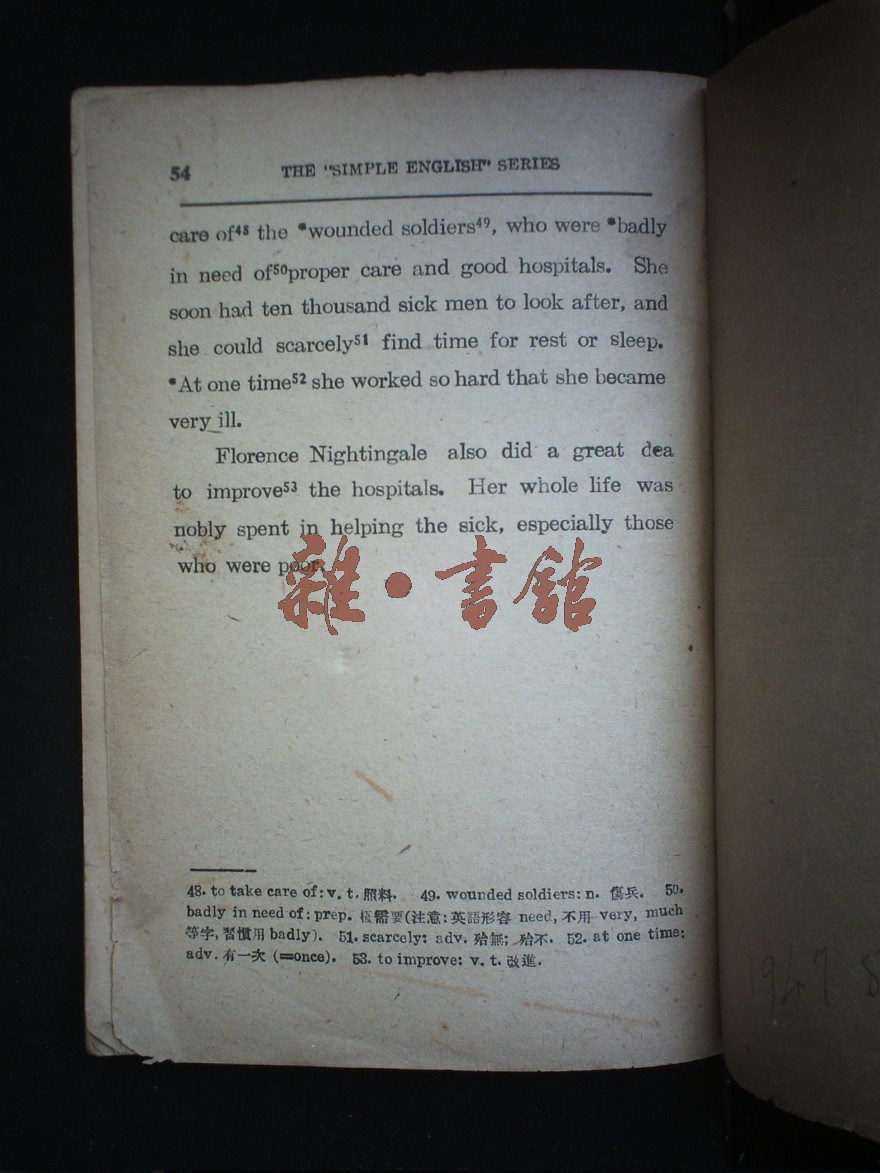 54
THE "SIMPLE ENGLISH" SERIES
care of⁴⁸ the *wounded soldiers⁴⁹, who were *badly
in need of⁵⁰proper care and good hospitals. She
soon had ten thousand sick men to look after, and
she could scarcely⁵¹ find time for rest or sleep.
*At one time⁵² she worked so hard that she became
very ill.
Florence Nightingale also did a great dea
to improve⁵³ the hospitals. Her whole life was
nobly spent in helping the sick, especially those
who were poor.
雜·書館
48. to take care of: v. t. 照料. 49. wounded soldiers: n. 傷兵. 50.
badly in need of: prep. 極需要(注意:英語形容 need, 不用 very, much
等字, 習慣用 badly). 51. scarcely: adv. 殆無; 殆不. 52. at one time:
adv. 有一次 (=once). 53. to improve: v. t. 改進.
1947